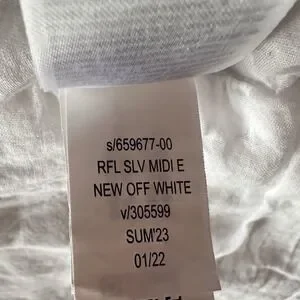 s/659677-00
RFL SLV MIDI E
NEW OFF WHITE
v/305599
SUM'23
01/22